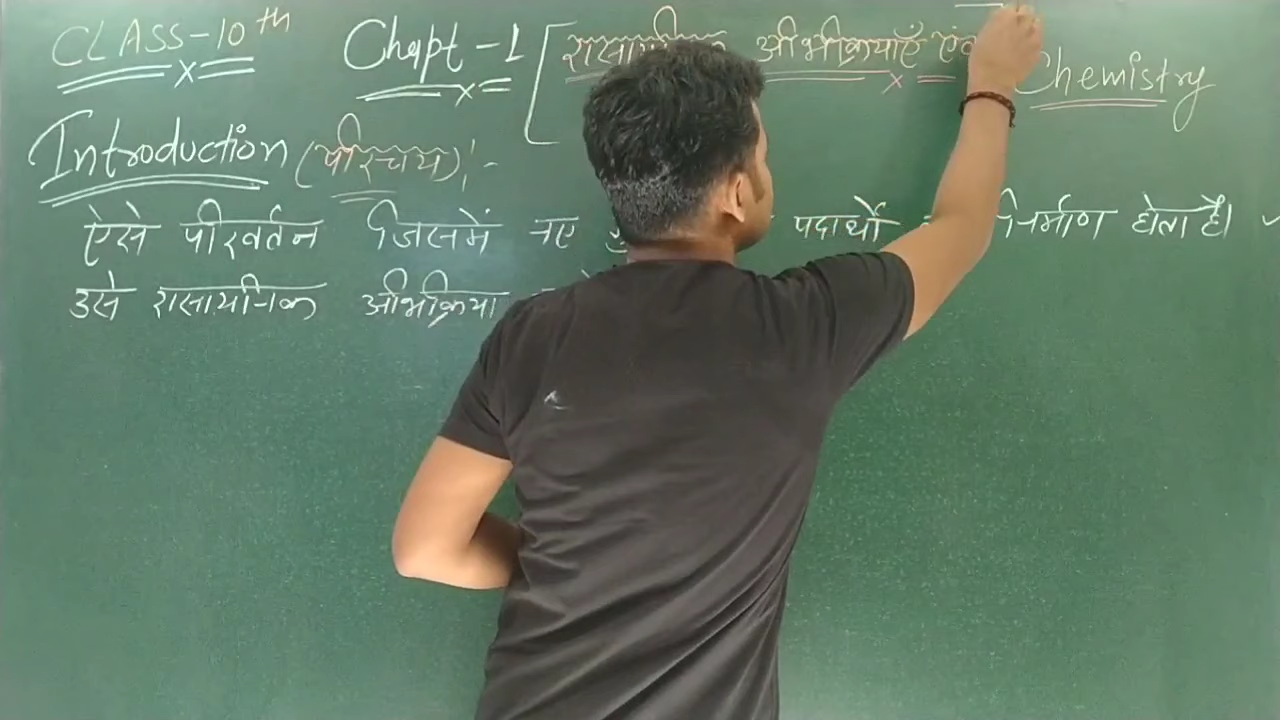 CLASS-10th Chapt-1 [ रासायनिक अभिक्रियाएँ एंव Chemistry
Introduction (परिचय):-
ऐसे परिवर्तन जिसमें नए पदार्थो निर्माण होता है।
उसे रासायनिक अभिक्रिया